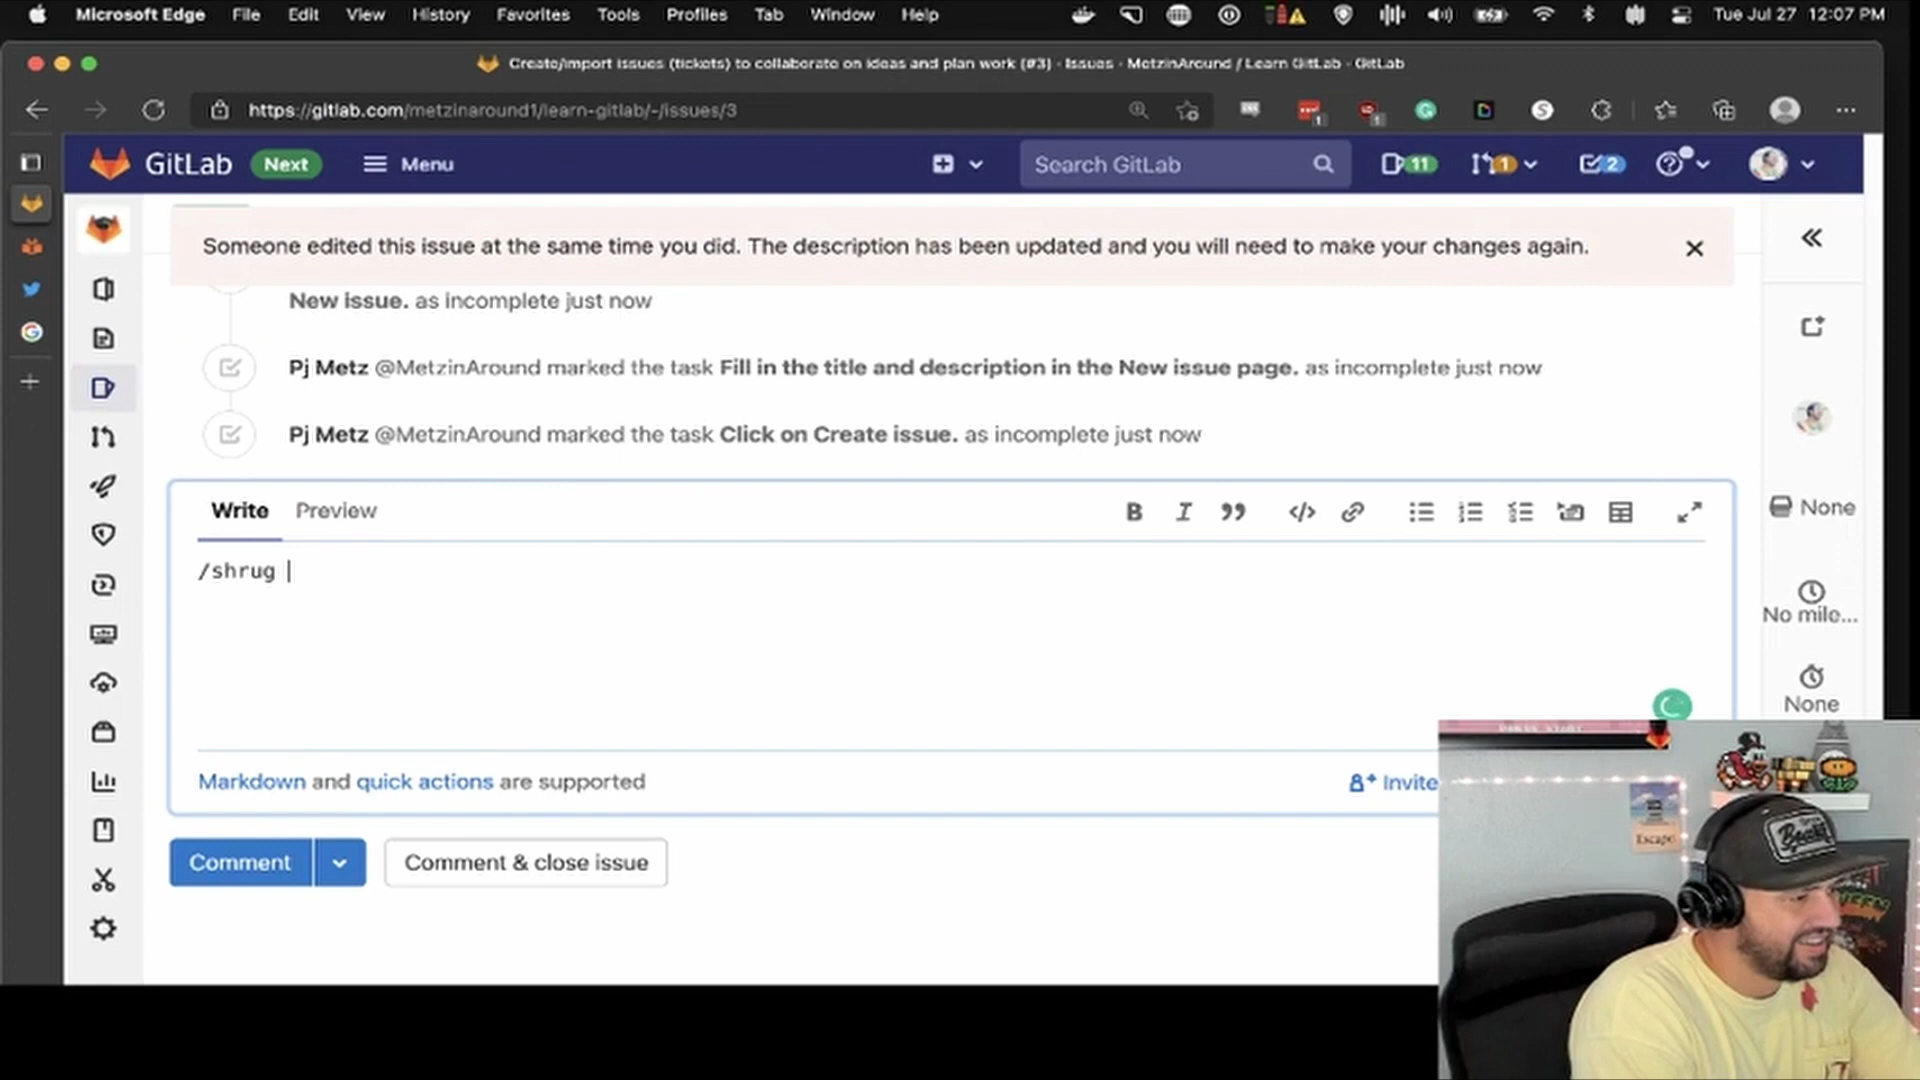 Microsoft Edge File Edit View History Favorites Tools Profiles Tab Window Help Tue Jul 27 12:07 PM
Create/import issues (tickets) to collaborate on ideas and plan work (#3) · Issues · MetzinAround / Learn GitLab · GitLab
https://gitlab.com/metzinaround1/learn-gitlab/-/issues/3
1
1
GitLab Next Menu Search GitLab 11 1 2
Someone edited this issue at the same time you did. The description has been updated and you will need to make your changes again.
New issue. as incomplete just now
Pj Metz @MetzinAround marked the task Fill in the title and description in the New issue page. as incomplete just now
Pj Metz @MetzinAround marked the task Click on Create issue. as incomplete just now
Write Preview
None
/shrug
No mile...
None
Markdown and quick actions are supported
Invite
Comment
Comment & close issue
Escape